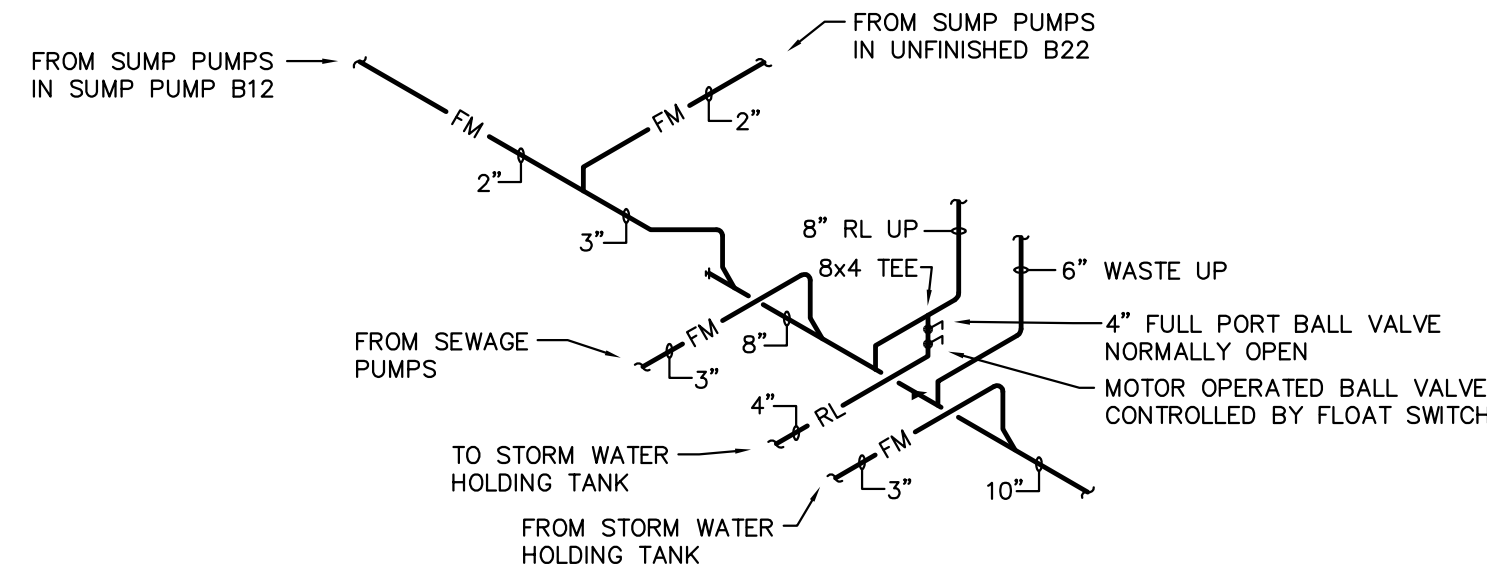 FROM SUMP PUMPS
IN SUMP PUMP B12
FROM SUMP PUMPS
IN UNFINISHED B22
FM
FM
2”
2”
3”
8” RL UP
8x4 TEE
6” WASTE UP
4” FULL PORT BALL VALVE
NORMALLY OPEN
FROM SEWAGE
PUMPS
FM
3”
8”
MOTOR OPERATED BALL VALVE
CONTROLLED BY FLOAT SWITCH
4”
RL
TO STORM WATER
HOLDING TANK
FM
3”
10”
FROM STORM WATER
HOLDING TANK